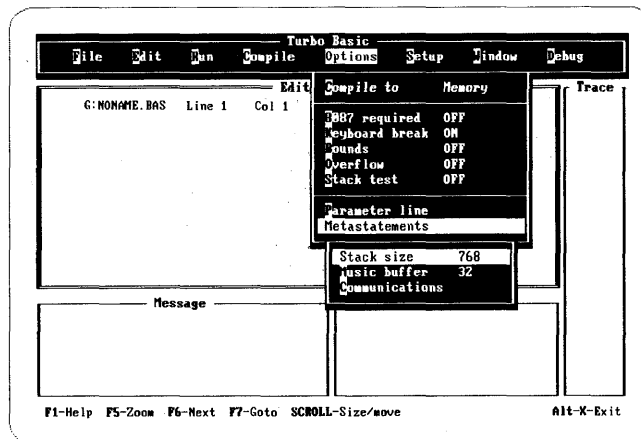 Turbo Basic
File Edit Run Compile Options Setup Window Debug
Edit
Trace
G:NONAME.BAS Line 1 Col 1
Compile to Memory
8087 required OFF
Keyboard break ON
Bounds OFF
Overflow OFF
Stack test OFF
Parameter line
Metastatements
Stack size 768
Music buffer 32
Communications
Message
F1-Help F5-Zoom F6-Next F7-Goto SCROLL-Size/move Alt-X-Exit